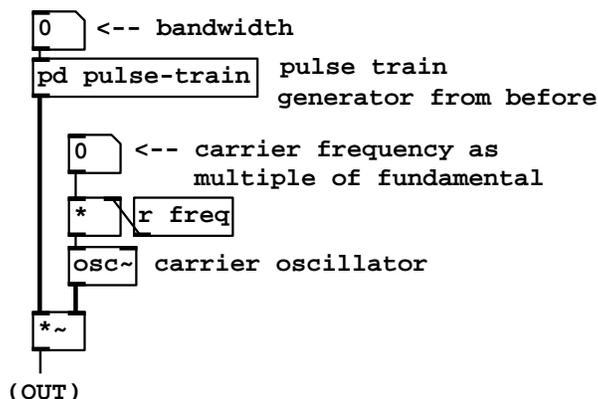 0 <-- bandwidth
pd pulse-train pulse train
generator from before
0 <-- carrier frequency as
multiple of fundamental
* r freq
osc~ carrier oscillator
*~
(OUT)